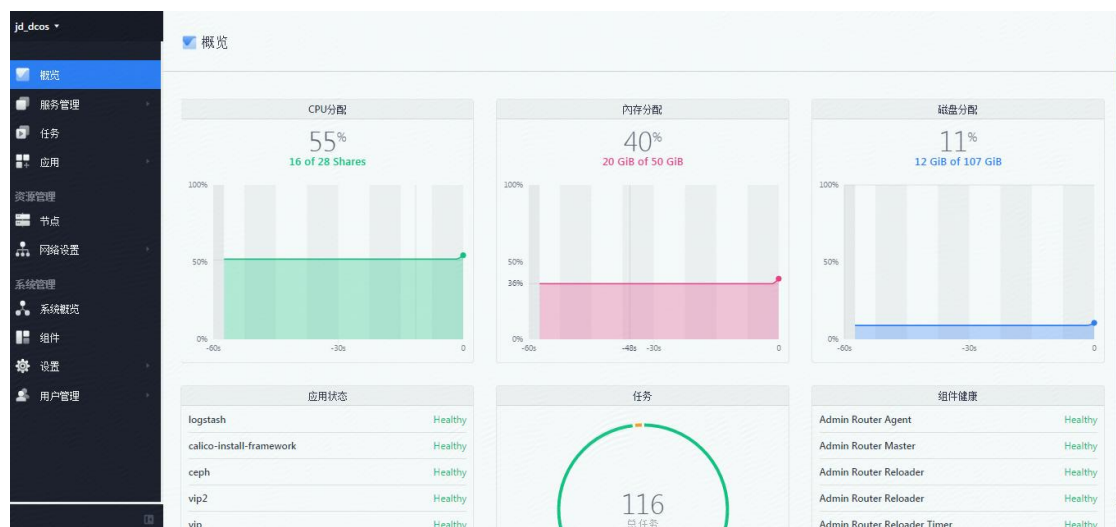 jd_dcos
概览
服务管理
任务
应用
资源管理
节点
网络设置
系统管理
系统概览
组件
设置
用户管理
概览
CPU分配
55%
16 of 28 Shares
100%
50%
0%
-60s
-30s
0
内存分配
40%
20 GiB of 50 GiB
100%
50%
36%
0%
-60s
-48s
-30s
0
磁盘分配
11%
12 GiB of 107 GiB
100%
50%
0%
-60s
-30s
0
应用状态
logstash Healthy
calico-install-framework Healthy
ceph Healthy
vip2 Healthy
vip Healthy
任务
116
总任务
组件健康
Admin Router Agent Healthy
Admin Router Master Healthy
Admin Router Reloader Healthy
Admin Router Reloader Healthy
Admin Router Reloader Timer Healthy